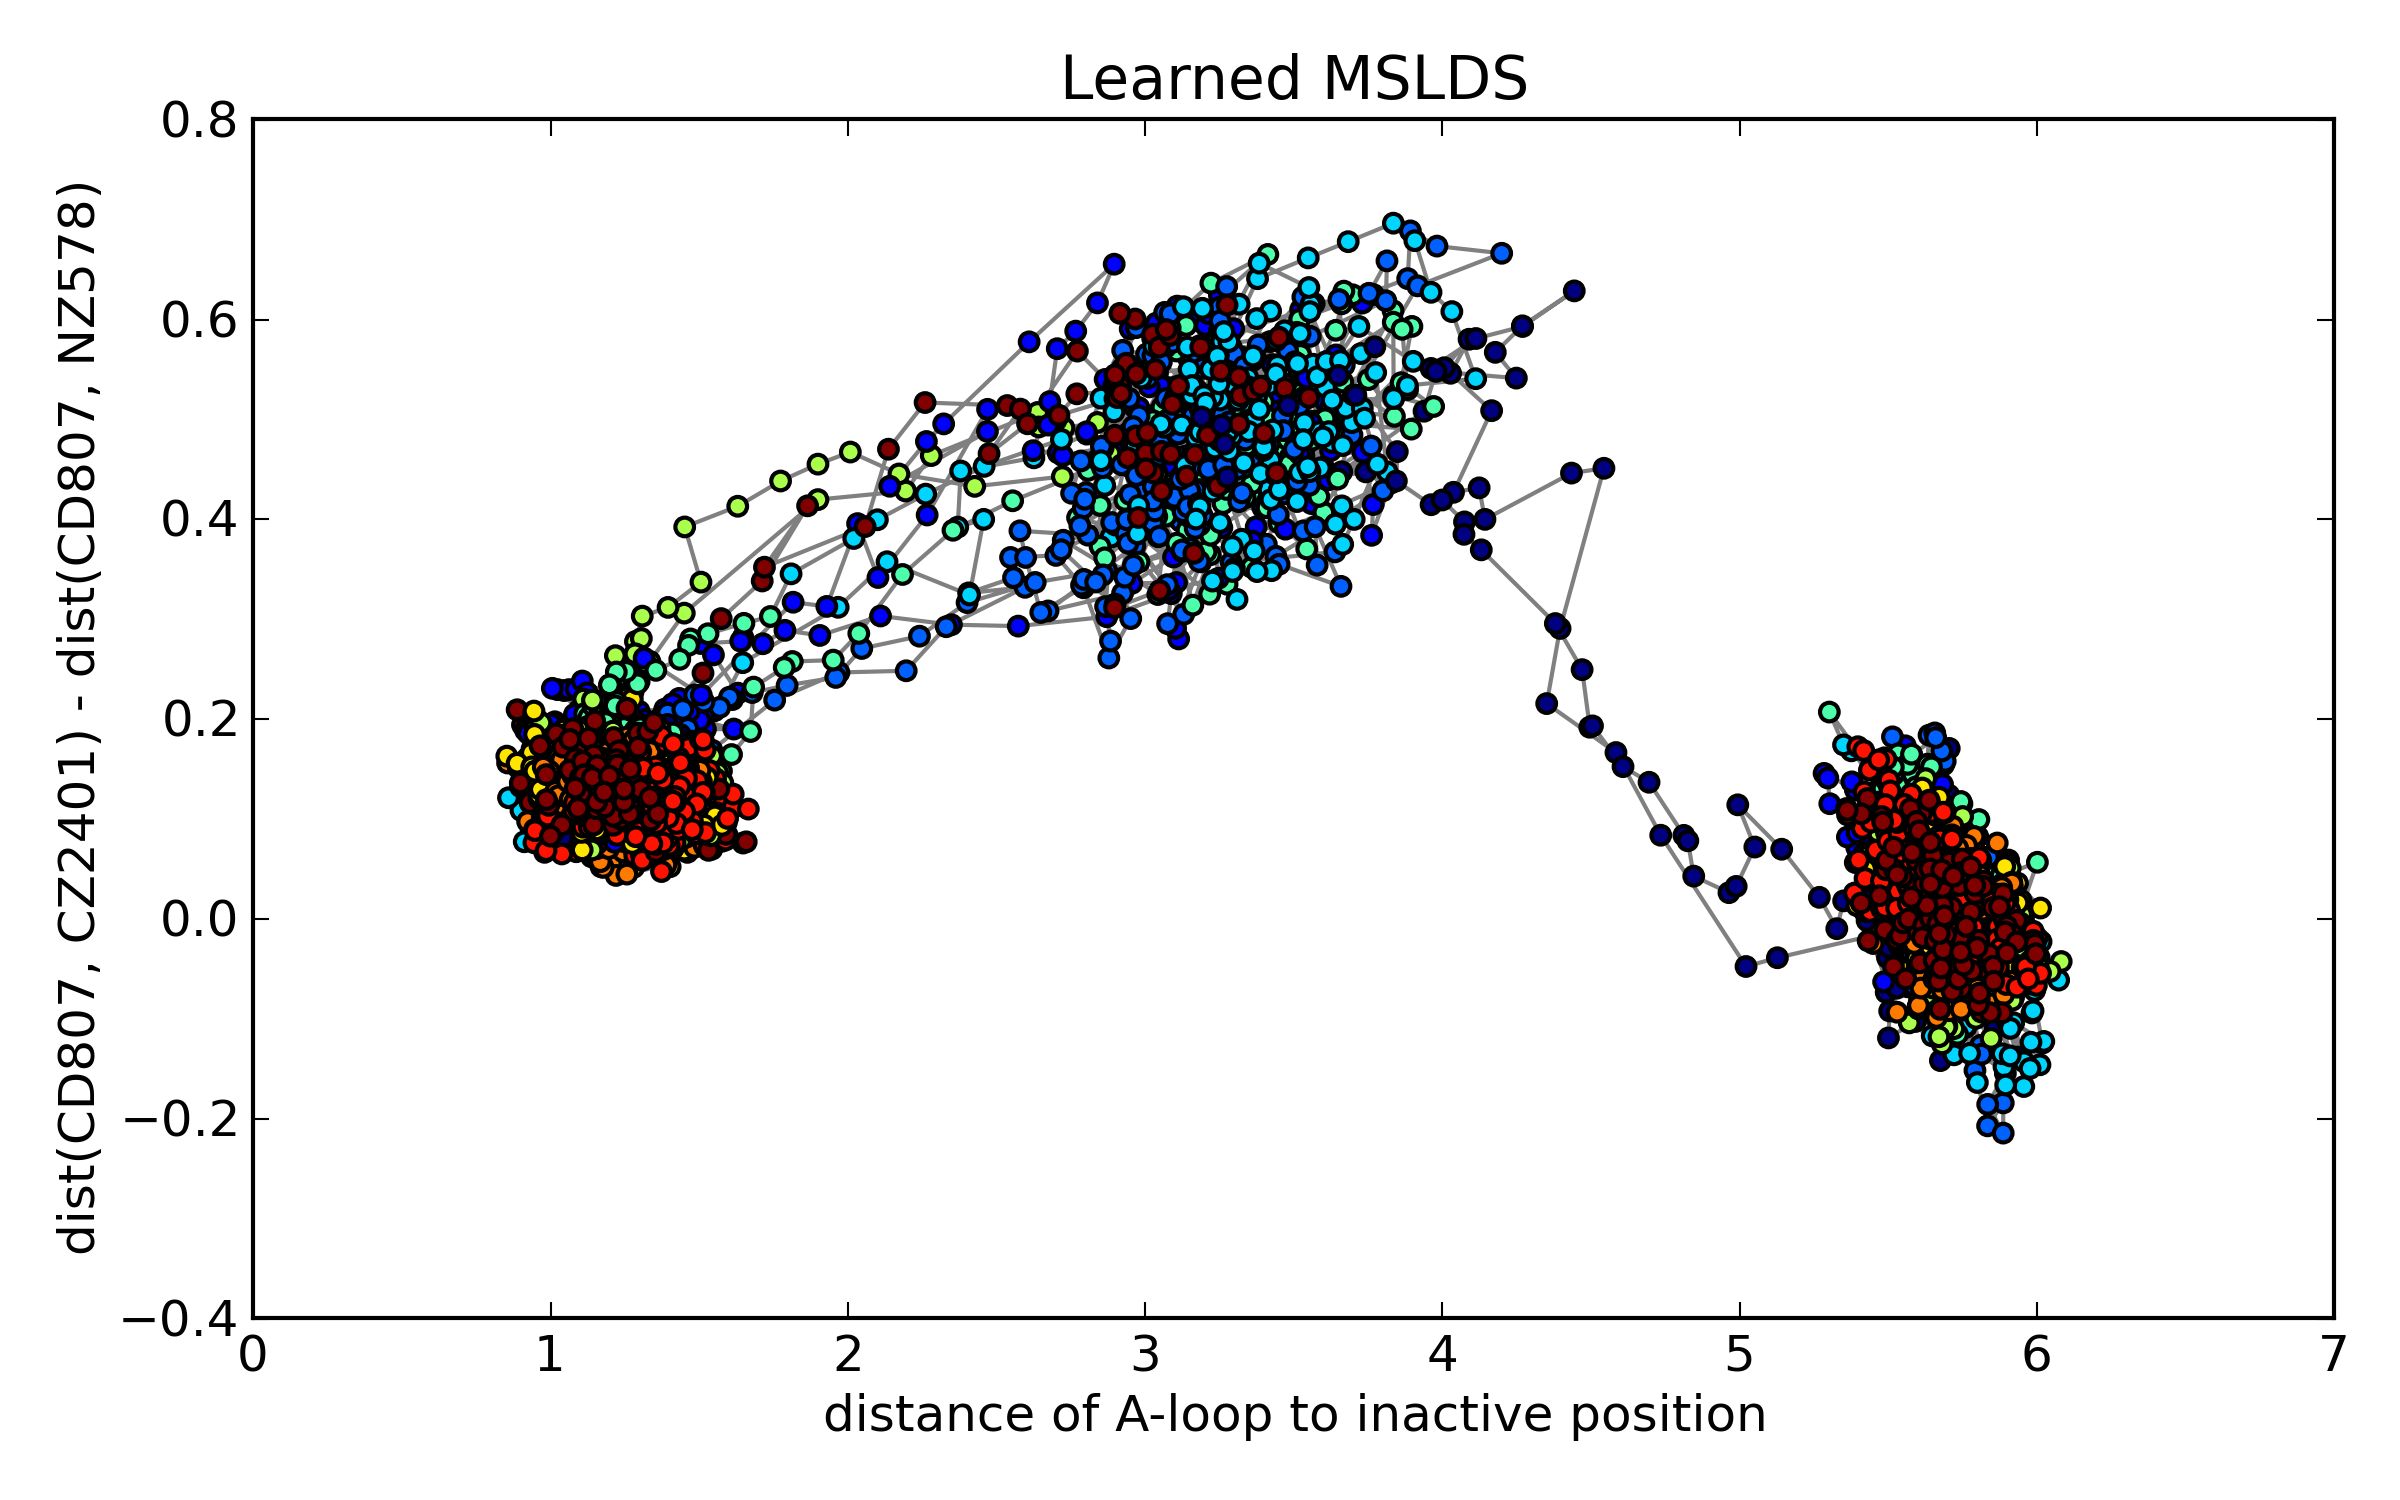 Learned MSLDS
dist(CD807, CZ2401) - dist(CD807, NZ578)
0.8
0.6
0.4
0.2
0.0
−0.2
−0.4
0 1 2 3 4 5 6 7
distance of A-loop to inactive position